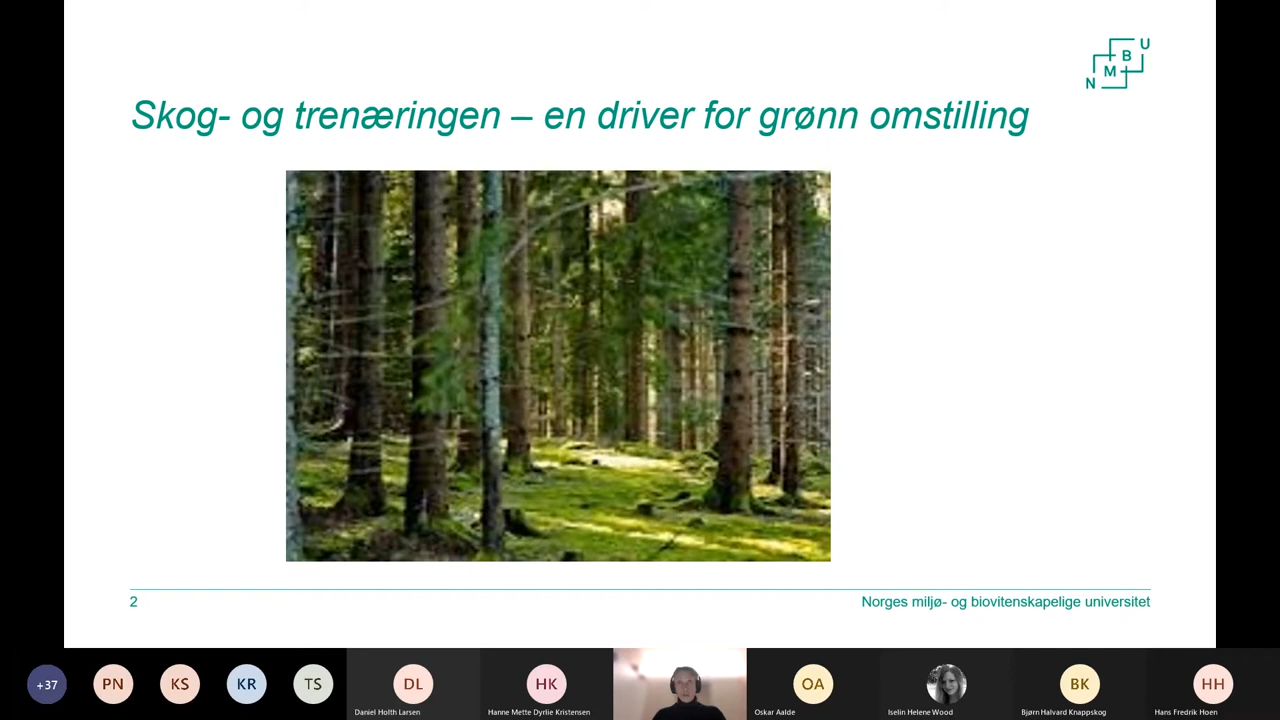 N M B U
Skog- og trenæringen – en driver for grønn omstilling
2
Norges miljø- og biovitenskapelige universitet
+37
PN
KS
KR
TS
DL
HK
OA
BK
HH
Daniel Holth Larsen
Hanne Mette Dyrlie Kristensen
Oskar Aalde
Iselin Helene Wood
Bjørn Halvard Knappskog
Hans Fredrik Hoen